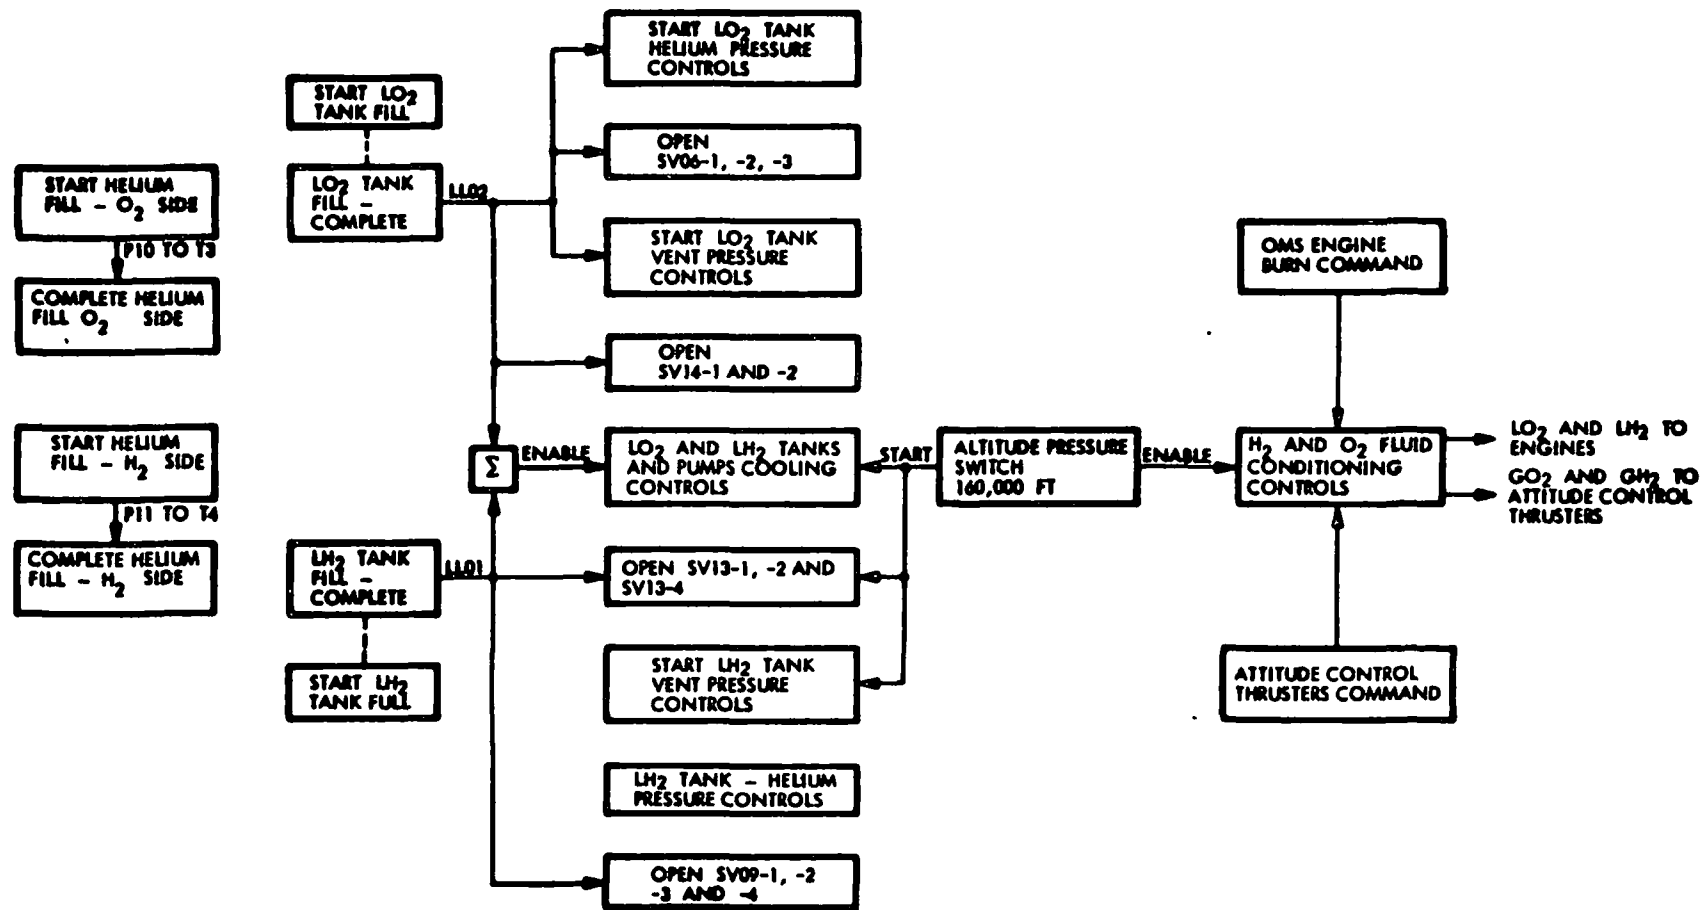 START LO2 TANK
HELIUM PRESSURE
CONTROLS
START LO2
TANK FILL
OPEN
SV06-1, -2, -3
START HELIUM
FILL - O2 SIDE
LO2 TANK
FILL -
COMPLETE
LL02
P10 TO T3
START LO2 TANK
VENT PRESSURE
CONTROLS
OMS ENGINE
BURN COMMAND
COMPLETE HELIUM
FILL O2 SIDE
OPEN
SV14-1 AND -2
START HELIUM
FILL - H2 SIDE
P11 TO T4
Σ
ENABLE
LO2 AND LH2 TANKS
AND PUMPS COOLING
CONTROLS
START
ALTITUDE PRESSURE
SWITCH
160,000 FT
ENABLE
H2 AND O2 FLUID
CONDITIONING
CONTROLS
LO2 AND LH2 TO
ENGINES
GO2 AND GH2 TO
ATTITUDE CONTROL
THRUSTERS
COMPLETE HELIUM
FILL - H2 SIDE
LH2 TANK
FILL -
COMPLETE
LL01
OPEN SV13-1, -2 AND
SV13-4
START LH2
TANK FULL
START LH2 TANK
VENT PRESSURE
CONTROLS
ATTITUDE CONTROL
THRUSTERS COMMAND
LH2 TANK - HELIUM
PRESSURE CONTROLS
OPEN SV09-1, -2
-3 AND -4